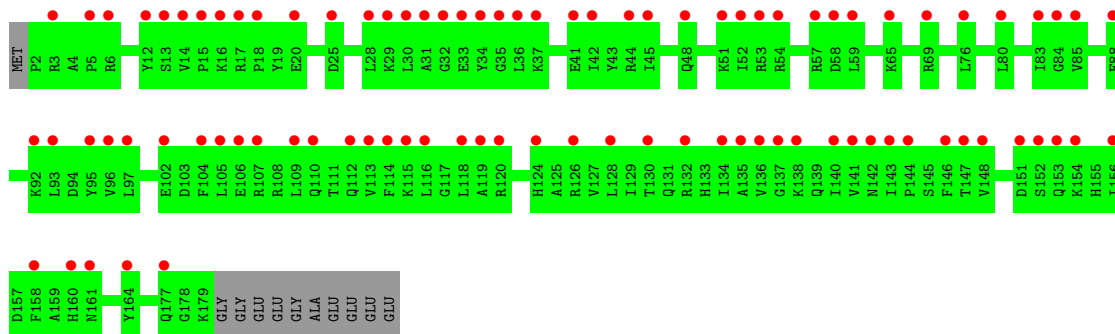 MET P2 R3 A4 P5 R6 Y12 S13 V14 P15 K16 R17 P18 Y19 E20 D25 L28 K29 L30 A31 G32 E33 Y34 G35 L36 K37 E41 I42 Y43 R44 I45 Q48 K51 I52 R53 R54 R57 D58 L59 K65 R69 L76 L80 I83 G84 V85
K92 L93 D94 Y95 V96 L97 E102 D103 F104 L105 E106 R107 R108 L109 Q110 T111 Q112 V113 F114 K115 L116 G117 L118 A119 R120 H124 A125 R126 V127 L128 I129 T130 Q131 R132 H133 I134 A135 V136 G137 K138 Q139 I140 V141 N142 I143 P144 S145 F146 T147 V148 D151 S152 Q153 K154 H155 I156
D157 F158 A159 H160 N161 Y164 Q177 G178 K179 GLY GLY GLU GLU GLY ALA GLU GLU GLU GLU